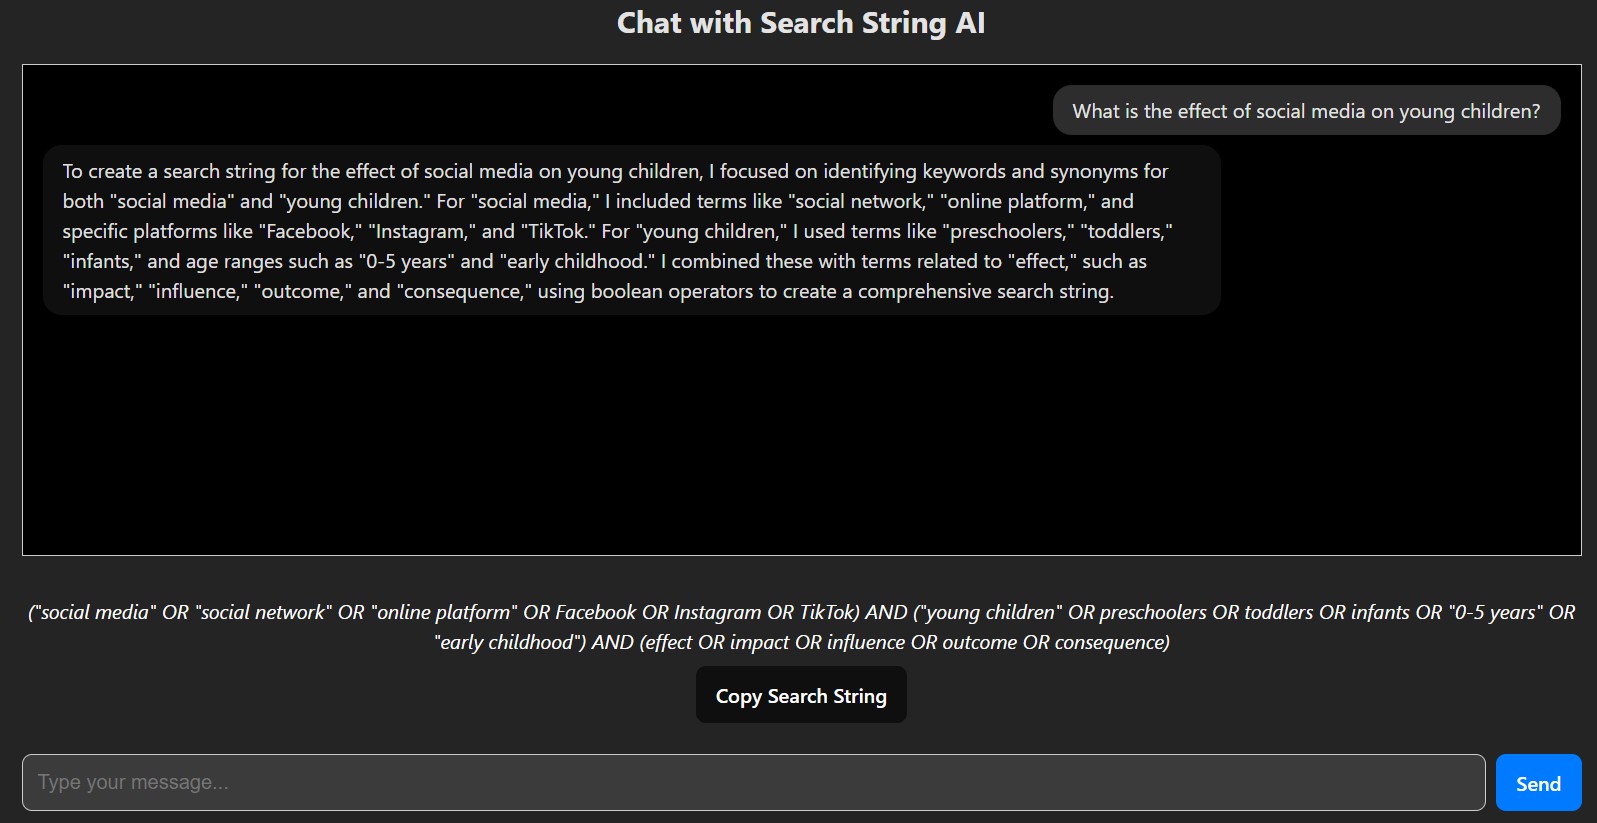 Chat with Search String AI
What is the effect of social media on young children?
To create a search string for the effect of social media on young children, I focused on identifying keywords and synonyms for
both "social media" and "young children." For "social media," I included terms like "social network," "online platform," and
specific platforms like "Facebook," "Instagram," and "TikTok." For "young children," I used terms like "preschoolers," "toddlers,"
"infants," and age ranges such as "0-5 years" and "early childhood." I combined these with terms related to "effect," such as
"impact," "influence," "outcome," and "consequence," using boolean operators to create a comprehensive search string.
("social media" OR "social network" OR "online platform" OR Facebook OR Instagram OR TikTok) AND ("young children" OR preschoolers OR toddlers OR infants OR "0-5 years" OR
"early childhood") AND (effect OR impact OR influence OR outcome OR consequence)
Copy Search String
Type your message...
Send